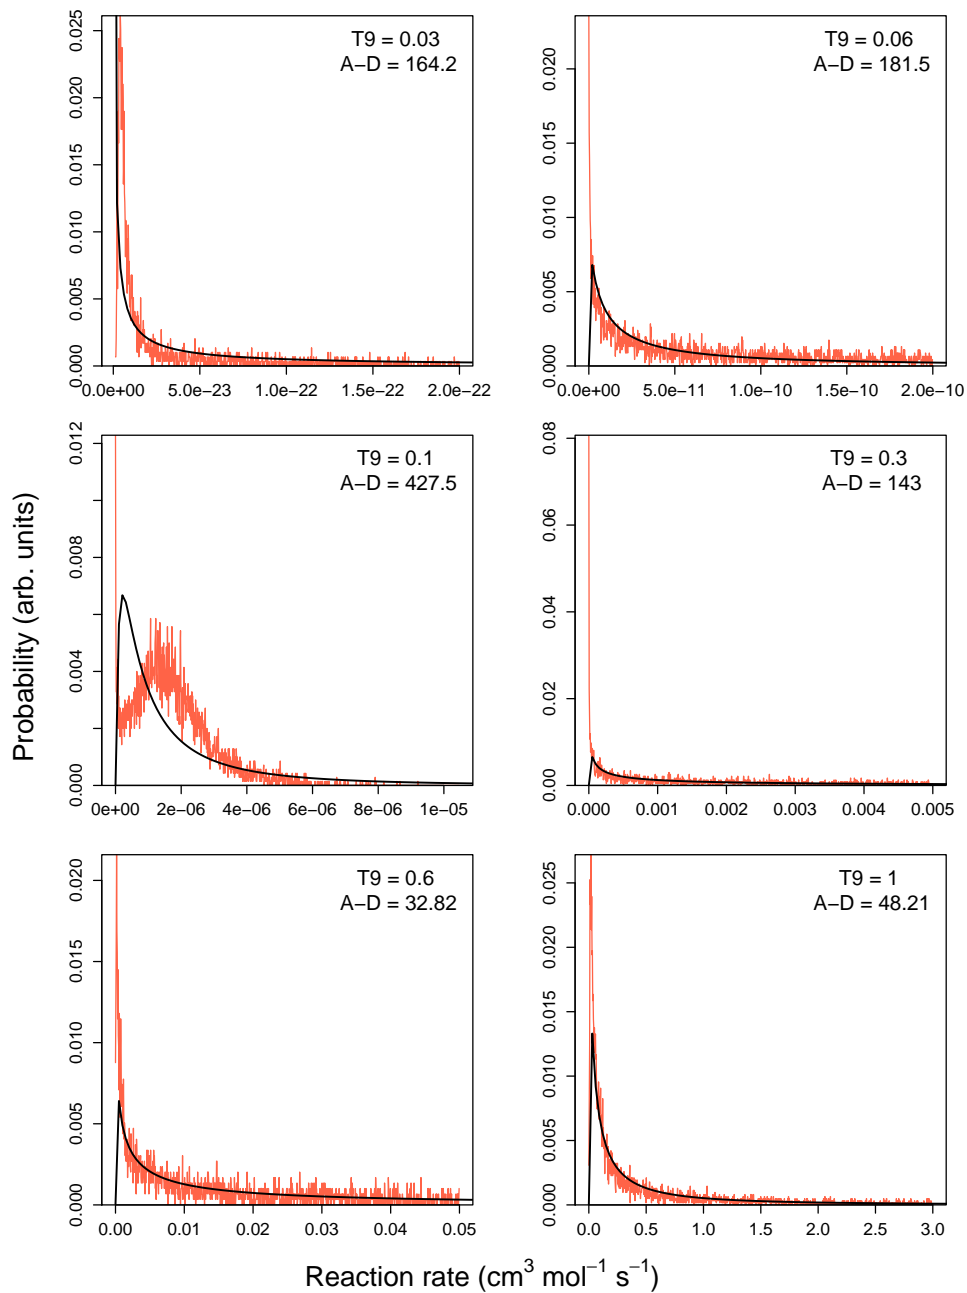 T9 = 0.03
A−D = 164.2
0.000 0.005 0.010 0.015 0.020 0.025
0.0e+00 5.0e−23 1.0e−22 1.5e−22 2.0e−22
T9 = 0.06
A−D = 181.5
0.000 0.005 0.010 0.015 0.020
0.0e+00 5.0e−11 1.0e−10 1.5e−10 2.0e−10
Probability (arb. units)
T9 = 0.1
A−D = 427.5
0.000 0.004 0.008 0.012
0e+00 2e−06 4e−06 6e−06 8e−06 1e−05
T9 = 0.3
A−D = 143
0.00 0.02 0.04 0.06 0.08
0.000 0.001 0.002 0.003 0.004 0.005
T9 = 0.6
A−D = 32.82
0.000 0.005 0.010 0.015 0.020
0.00 0.01 0.02 0.03 0.04 0.05
T9 = 1
A−D = 48.21
0.000 0.005 0.010 0.015 0.020 0.025
0.0 0.5 1.0 1.5 2.0 2.5 3.0
Reaction rate (cm³ mol⁻¹ s⁻¹)